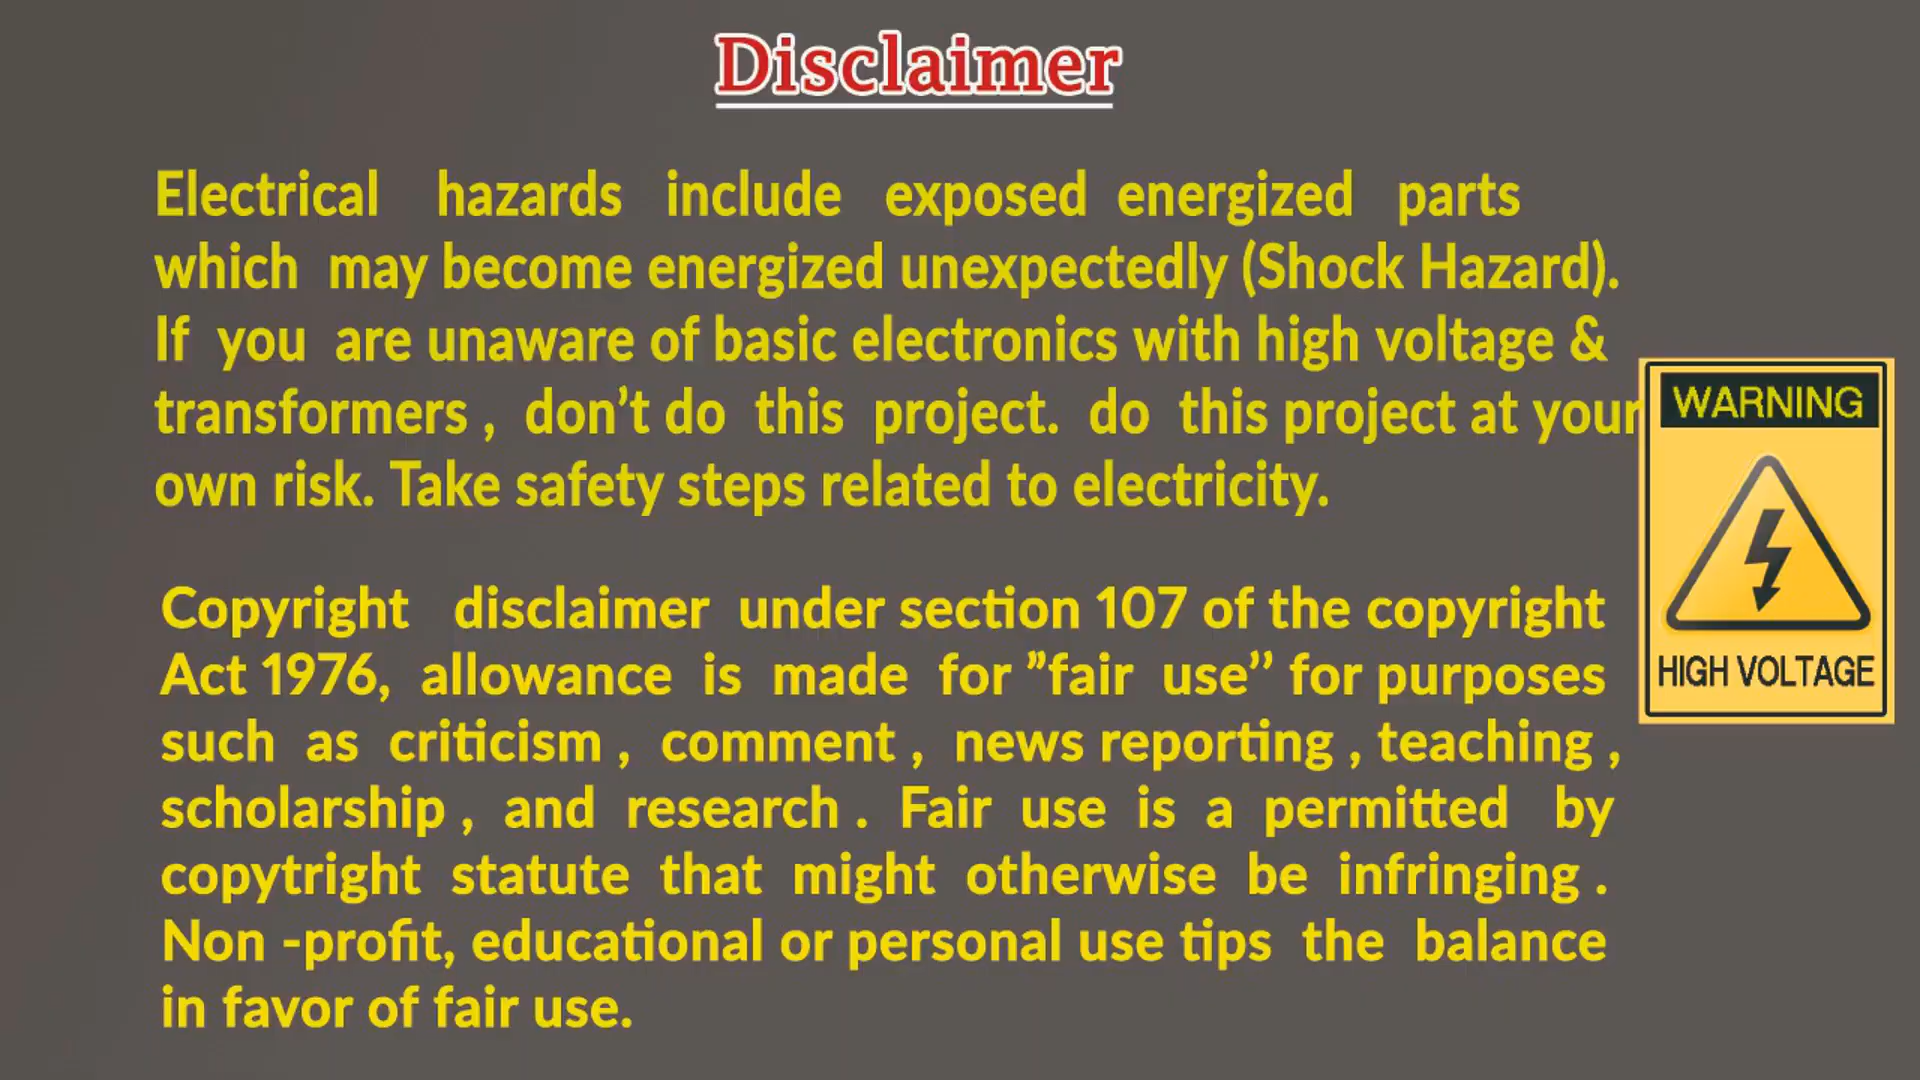 Disclaimer
Electrical hazards include exposed energized parts
which may become energized unexpectedly (Shock Hazard).
If you are unaware of basic electronics with high voltage &
transformers , don’t do this project. do this project at your
own risk. Take safety steps related to electricity.
WARNING
HIGH VOLTAGE
Copyright disclaimer under section 107 of the copyright
Act 1976, allowance is made for ”fair use’’ for purposes
such as criticism , comment , news reporting , teaching ,
scholarship , and research . Fair use is a permitted by
copytright statute that might otherwise be infringing .
Non -profit, educational or personal use tips the balance
in favor of fair use.